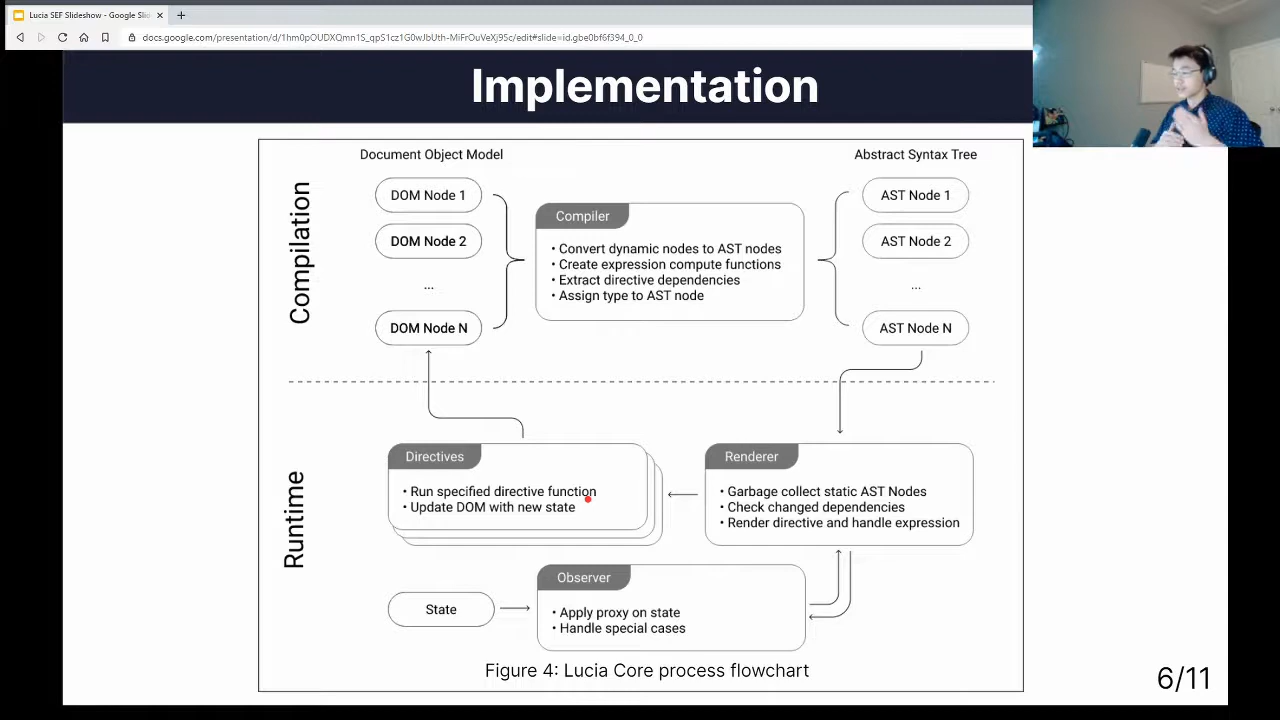 Lucia SEF Slideshow - Google Sli
docs.google.com/presentation/d/1hm0pOUDXQmn1S_qpS1cz1G0wJbUth-MiFrOuVeXj9Sc/edit#slide=id.gbe0bf6f394_0_0
Implementation
Document Object Model
Abstract Syntax Tree
Compilation
DOM Node 1
DOM Node 2
...
DOM Node N
Compiler
• Convert dynamic nodes to AST nodes
• Create expression compute functions
• Extract directive dependencies
• Assign type to AST node
AST Node 1
AST Node 2
...
AST Node N
Runtime
Directives
• Run specified directive function
• Update DOM with new state
Renderer
• Garbage collect static AST Nodes
• Check changed dependencies
• Render directive and handle expression
State
Observer
• Apply proxy on state
• Handle special cases
Figure 4: Lucia Core process flowchart
6/11